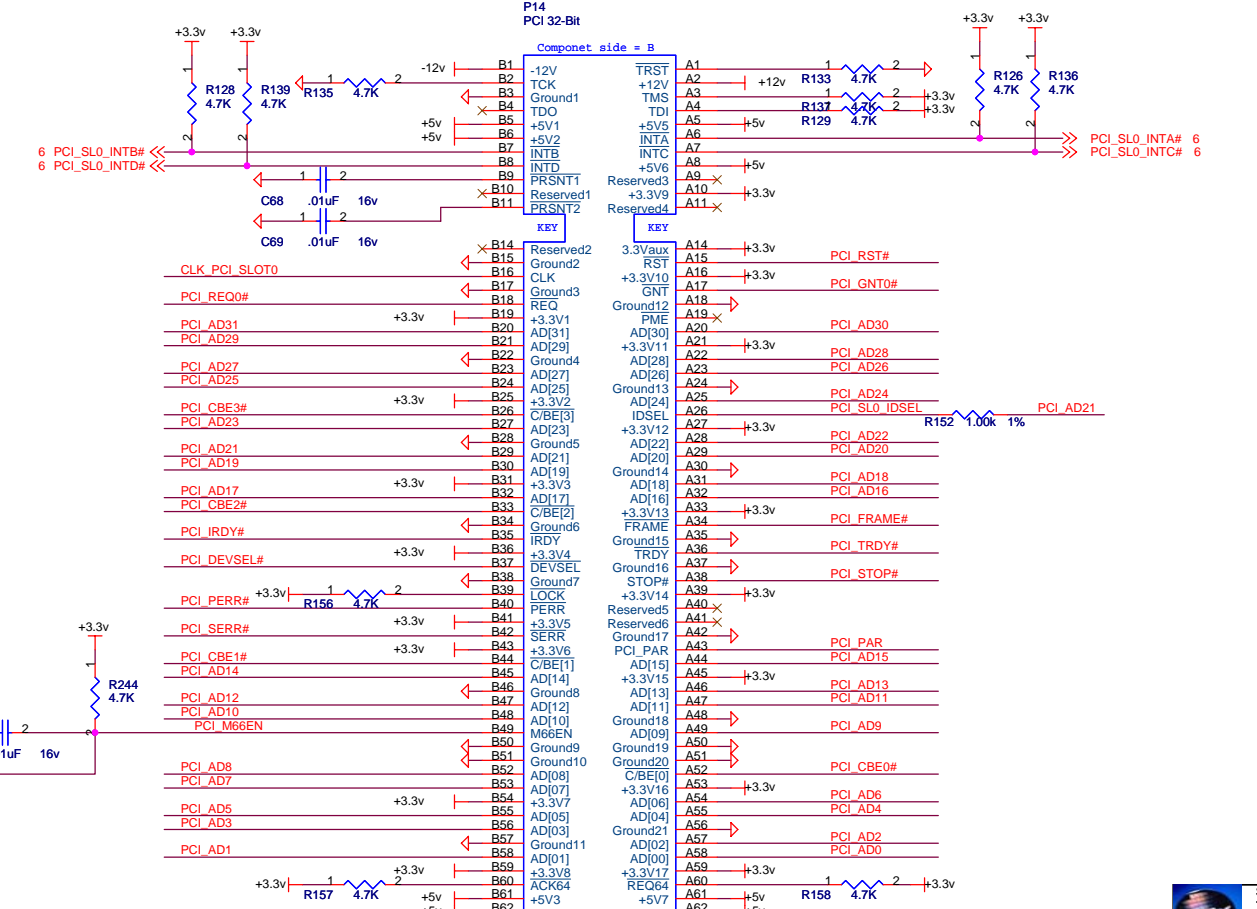 P14
PCI 32-Bit
Componet side = B
+3.3v +3.3v +3.3v +3.3v
-12v B1 -12V TRST A1 1 R133 4.7K 2
1 R135 4.7K 2 B2 TCK +12V A2 +12v
1 R128 4.7K 2 1 R139 4.7K 2 B3 Ground1 TMS A3 1 R137 4.7K 2 +3.3v 1 R126 4.7K 2 1 R136 4.7K 2
B4 TDO TDI A4 1 R129 4.7K 2 +3.3v
+5v B5 +5V1 +5V5 A5 +5v
+5v B6 +5V2 INTA A6 PCI_SL0_INTA# 6
6 PCI_SL0_INTB# B7 INTB INTC A7 PCI_SL0_INTC# 6
6 PCI_SL0_INTD# B8 INTD +5V6 A8 +5v
1 C68 .01uF 2 16v B9 PRSNT1 Reserved3 A9
B10 Reserved1 +3.3V9 A10 +3.3v
1 C69 .01uF 2 16v B11 PRSNT2 Reserved4 A11
KEY KEY
B14 Reserved2 3.3Vaux A14 +3.3v
B15 Ground2 RST A15 PCI_RST#
CLK_PCI_SLOT0 B16 CLK +3.3V10 A16 +3.3v
B17 Ground3 GNT A17 PCI_GNT0#
PCI_REQ0# B18 REQ Ground12 A18
+3.3v B19 +3.3V1 PME A19
PCI_AD31 B20 AD[31] AD[30] A20 PCI_AD30
PCI_AD29 B21 AD[29] +3.3V11 A21 +3.3v
B22 Ground4 AD[28] A22 PCI_AD28
PCI_AD27 B23 AD[27] AD[26] A23 PCI_AD26
PCI_AD25 B24 AD[25] Ground13 A24
+3.3v B25 +3.3V2 AD[24] A25 PCI_AD24
PCI_CBE3# B26 C/BE[3] IDSEL A26 PCI_SL0_IDSEL R152 1.00k 1% PCI_AD21
PCI_AD23 B27 AD[23] +3.3V12 A27 +3.3v
B28 Ground5 AD[22] A28 PCI_AD22
PCI_AD21 B29 AD[21] AD[20] A29 PCI_AD20
PCI_AD19 B30 AD[19] Ground14 A30
+3.3v B31 +3.3V3 AD[18] A31 PCI_AD18
PCI_AD17 B32 AD[17] AD[16] A32 PCI_AD16
PCI_CBE2# B33 C/BE[2] +3.3V13 A33 +3.3v
B34 Ground6 FRAME A34 PCI_FRAME#
PCI_IRDY# B35 IRDY Ground15 A35
+3.3v B36 +3.3V4 TRDY A36 PCI_TRDY#
PCI_DEVSEL# B37 DEVSEL Ground16 A37
B38 Ground7 STOP# A38 PCI_STOP#
+3.3v 1 R156 4.7K 2 B39 LOCK +3.3V14 A39 +3.3v
PCI_PERR# B40 PERR Reserved5 A40
+3.3v B41 +3.3V5 Reserved6 A41
PCI_SERR# B42 SERR Ground17 A42
+3.3v B43 +3.3V6 PCI_PAR A43 PCI_PAR
PCI_CBE1# B44 C/BE[1] AD[15] A44 PCI_AD15
PCI_AD14 B45 AD[14] +3.3V15 A45 +3.3v
+3.3v 1 R244 4.7K 2 B46 Ground8 AD[13] A46 PCI_AD13
PCI_AD12 B47 AD[12] AD[11] A47 PCI_AD11
PCI_AD10 B48 AD[10] Ground18 A48
2 1uF 16v PCI_M66EN B49 M66EN AD[09] A49 PCI_AD9
B50 Ground9 Ground19 A50
B51 Ground10 Ground20 A51
PCI_AD8 B52 AD[08] C/BE[0] A52 PCI_CBE0#
PCI_AD7 B53 AD[07] +3.3V16 A53 +3.3v
+3.3v B54 +3.3V7 AD[06] A54 PCI_AD6
PCI_AD5 B55 AD[05] AD[04] A55 PCI_AD4
PCI_AD3 B56 AD[03] Ground21 A56
B57 Ground11 AD[02] A57 PCI_AD2
PCI_AD1 B58 AD[01] AD[00] A58 PCI_AD0
+3.3v B59 +3.3V8 +3.3V17 A59 +3.3v
+3.3v 1 R157 4.7K 2 B60 ACK64 REQ64 A60 1 R158 4.7K 2 +3.3v
+5v B61 +5V3 +5V7 A61 +5v
B62 A62